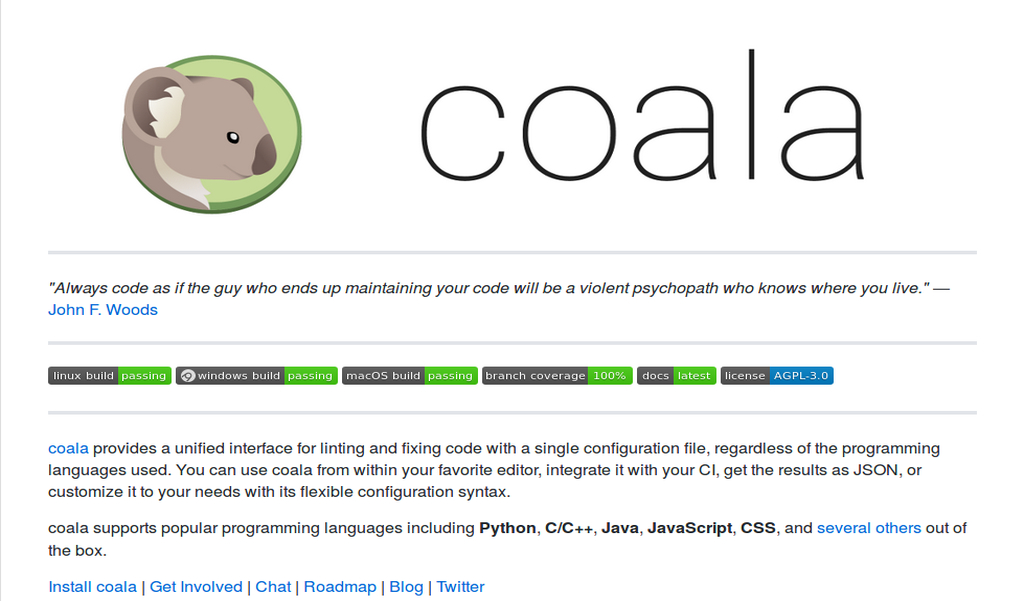 coala
"Always code as if the guy who ends up maintaining your code will be a violent psychopath who knows where you live." —
John F. Woods
linux build passing windows build passing macOS build passing branch coverage 100% docs latest license AGPL-3.0
coala provides a unified interface for linting and fixing code with a single configuration file, regardless of the programming
languages used. You can use coala from within your favorite editor, integrate it with your CI, get the results as JSON, or
customize it to your needs with its flexible configuration syntax.
coala supports popular programming languages including Python, C/C++, Java, JavaScript, CSS, and several others out of
the box.
Install coala | Get Involved | Chat | Roadmap | Blog | Twitter